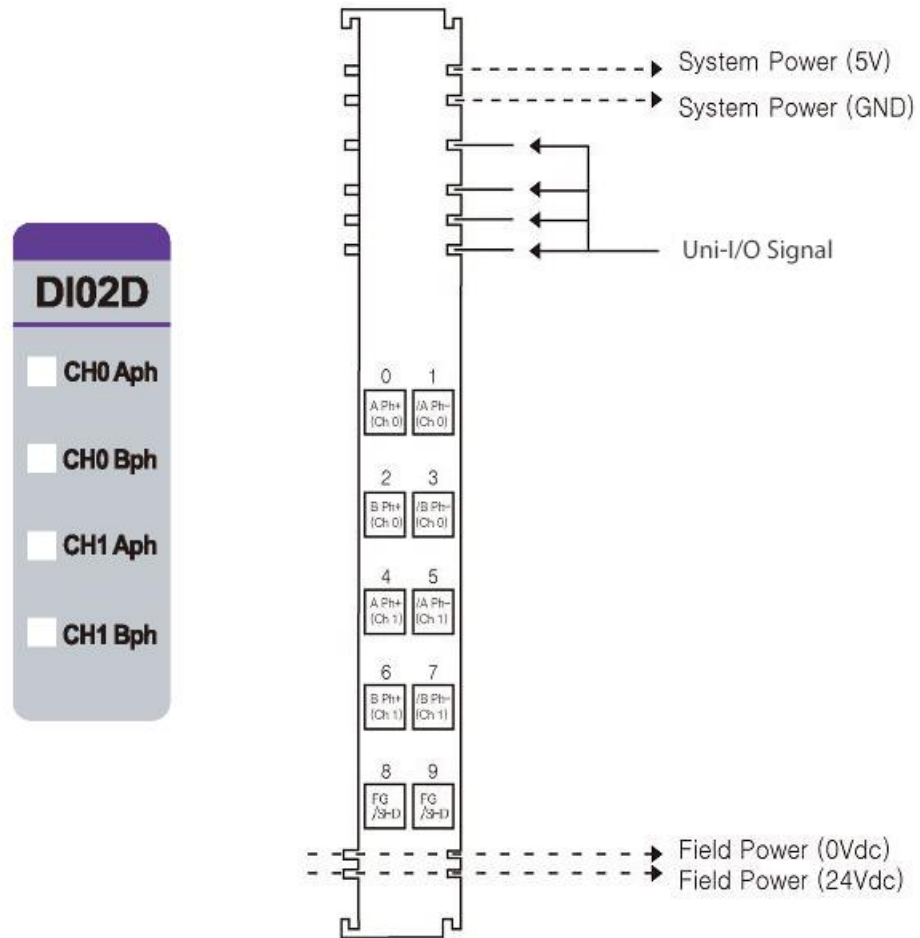 System Power (5V)
System Power (GND)
Uni-I/O Signal
DI02D
CH0 Aph
CH0 Bph
CH1 Aph
CH1 Bph
0 1
A Ph+ /A Ph-
(Ch 0) (Ch 0)
2 3
B Ph+ /B Ph-
(Ch 0) (Ch 0)
4 5
A Ph+ /A Ph-
(Ch 1) (Ch 1)
6 7
B Ph+ /B Ph-
(Ch 1) (Ch 1)
8 9
FG FG
/SHD /SHD
Field Power (0Vdc)
Field Power (24Vdc)